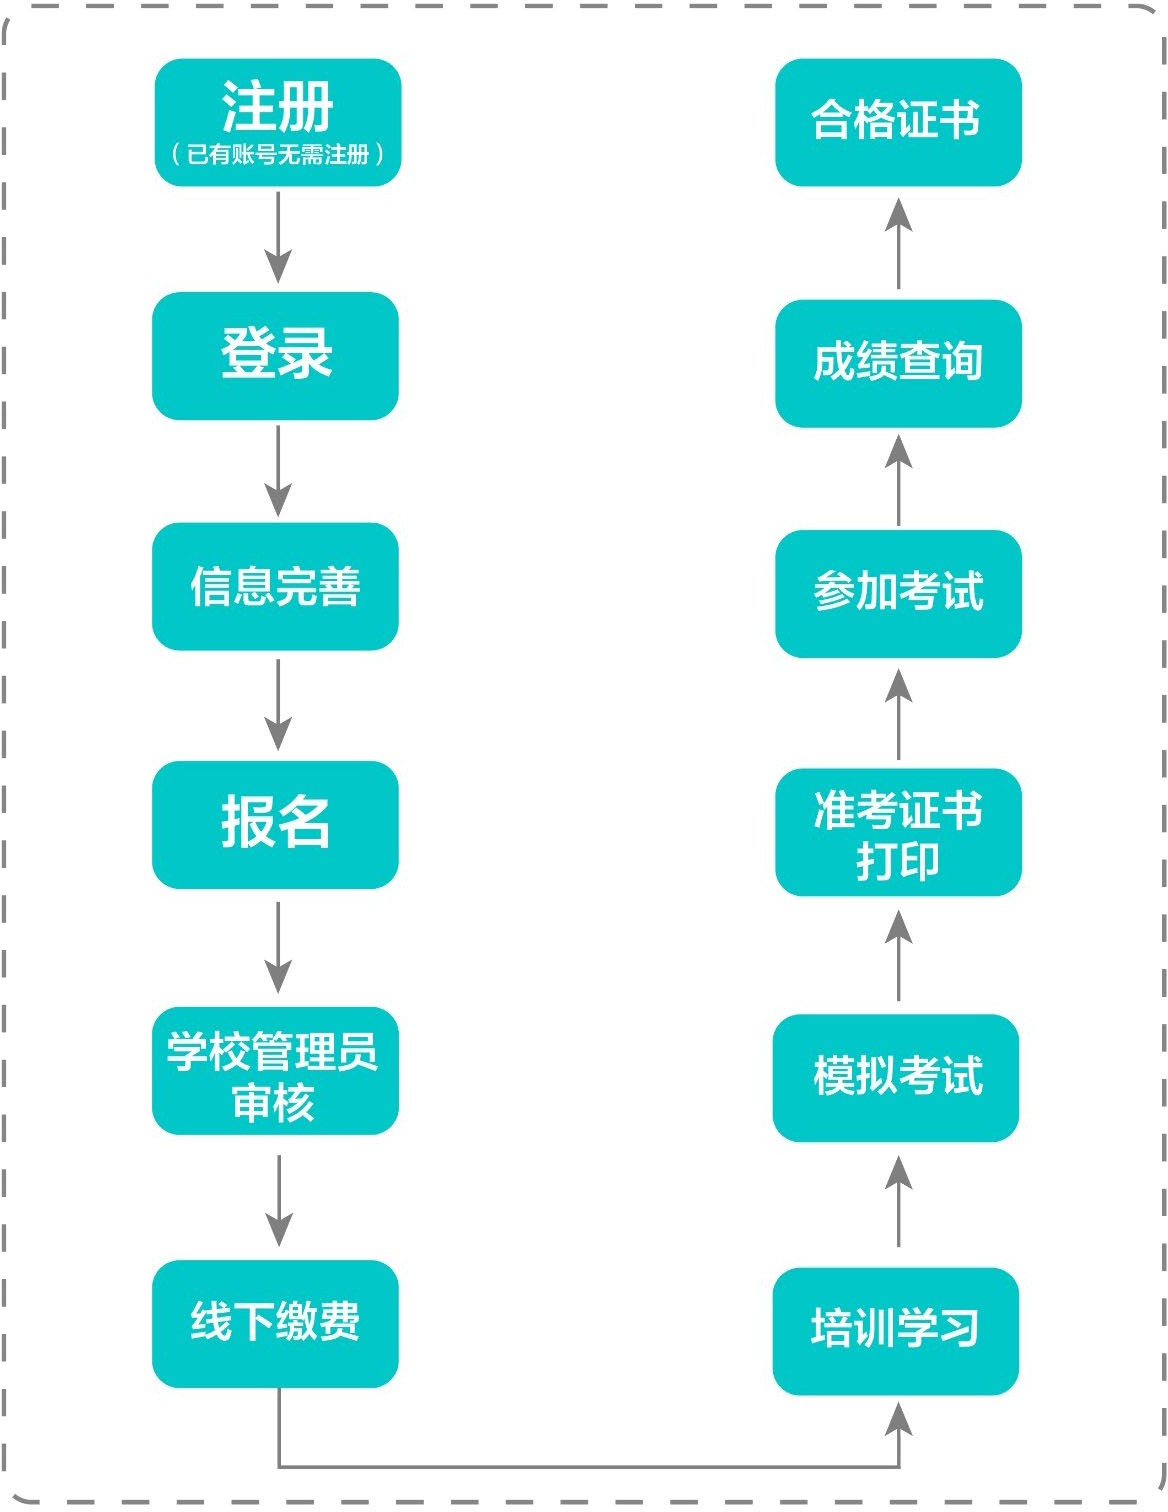 注册
（已有账号无需注册）
登录
信息完善
报名
学校管理员
审核
线下缴费
培训学习
模拟考试
准考证书
打印
参加考试
成绩查询
合格证书